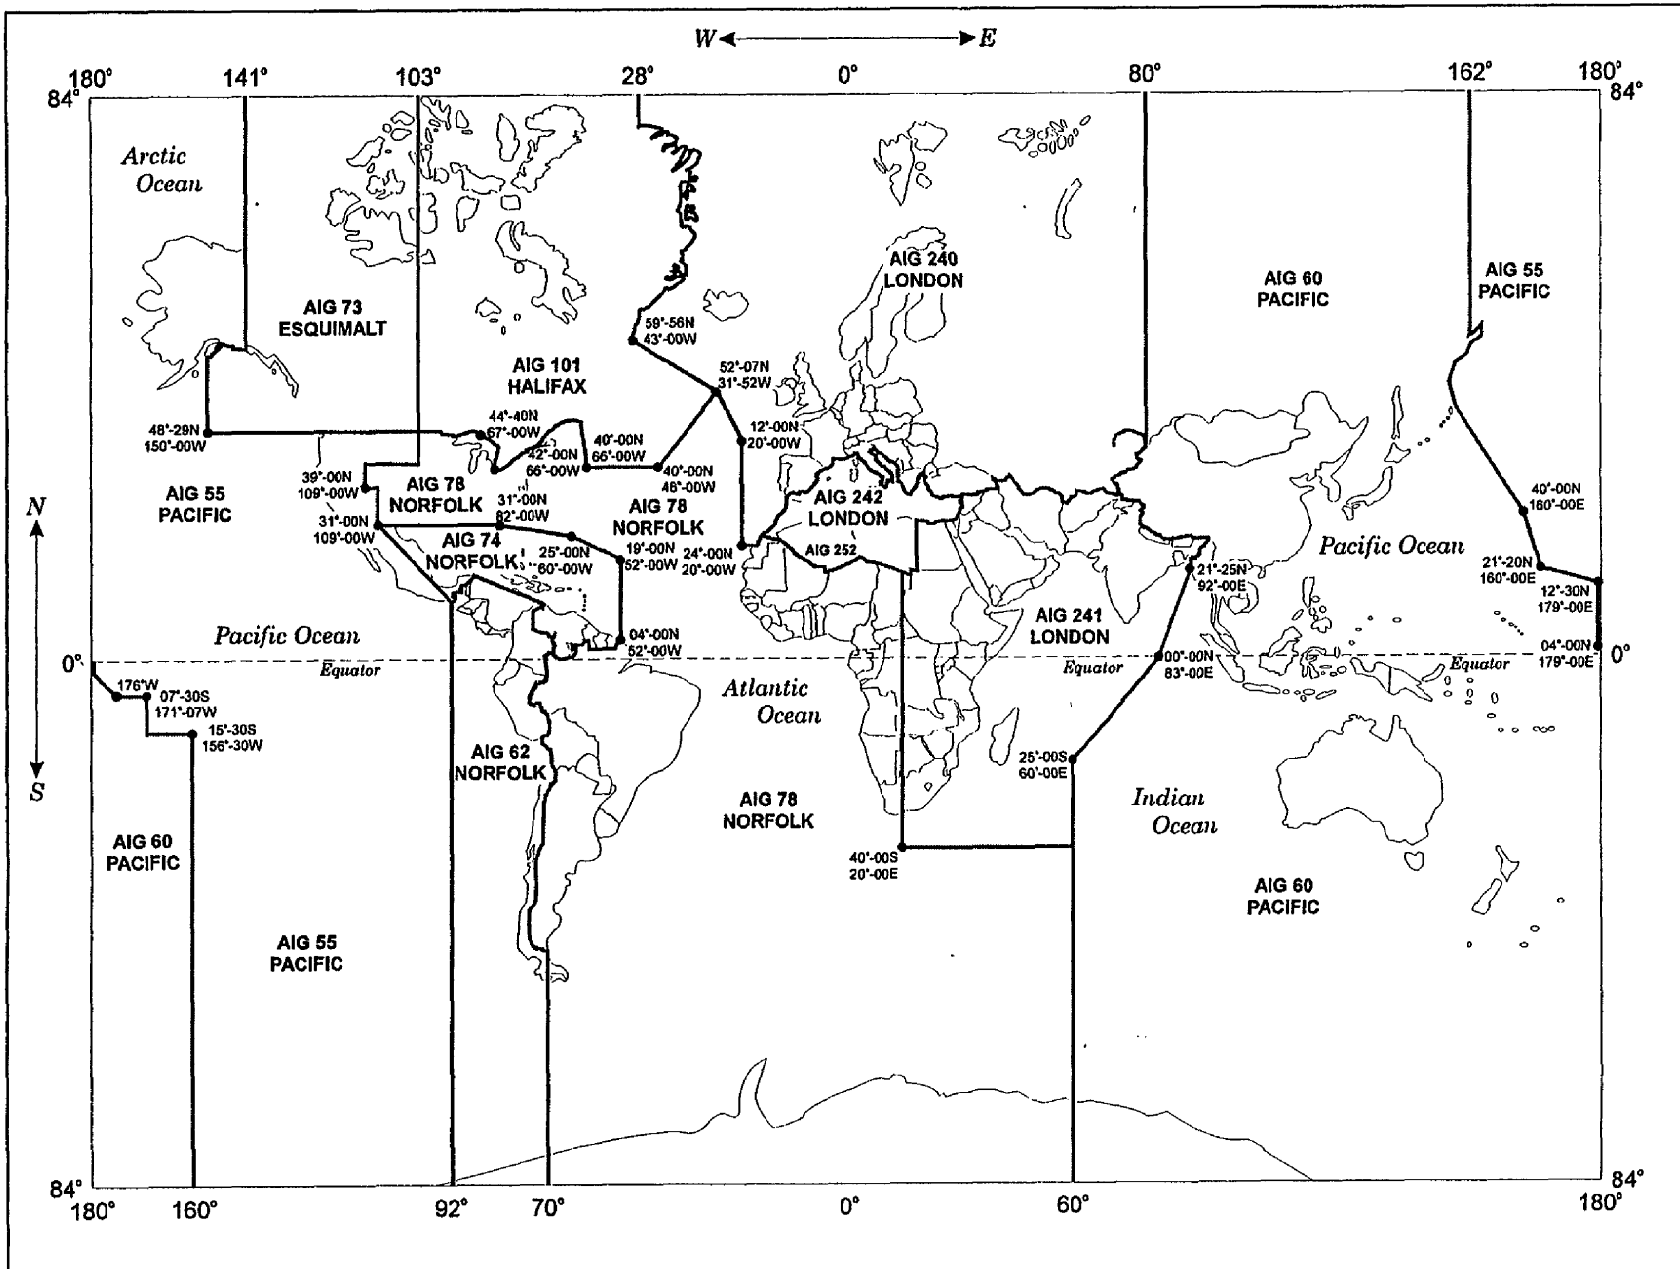 W E
180° 141° 103° 28° 0° 80° 162° 180°
84° 84°
Arctic
Ocean
AIG 240
LONDON
AIG 60
PACIFIC
AIG 55
PACIFIC
AIG 73
ESQUIMALT
59°-56N
43°-00W
AIG 101
HALIFAX
52°-07N
31°-52W
44°-40N
67°-00W
48°-29N
150°-00W
12°-00N
20°-00W
42°-00N
66°-00W
40°-00N
66°-00W
40°-00N
46°-00W
39°-00N
109°-00W
AIG 78
NORFOLK
AIG 55
PACIFIC
31°-00N
82°-00W
AIG 78
NORFOLK
AIG 242
LONDON
40°-00N
160°-00E
N
31°-00N
109°-00W
AIG 74
NORFOLK
25°-00N
60°-00W
19°-00N
52°-00W
24°-00N
20°-00W
AIG 252
Pacific Ocean
21°-25N
92°-00E
21°-20N
160°-00E
12°-30N
179°-00E
AIG 241
LONDON
Pacific Ocean
04°-00N
52°-00W
04°-00N
179°-00E
0° Equator Equator Equator 0°
00°-00N
83°-00E
176°W
07°-30S
171°-07W
15°-30S
156°-30W
Atlantic
Ocean
AIG 62
NORFOLK
25°-00S
60°-00E
S
AIG 78
NORFOLK
Indian
Ocean
AIG 60
PACIFIC
40°-00S
20°-00E
AIG 60
PACIFIC
AIG 55
PACIFIC
84° 84°
180° 160° 92° 70° 0° 60° 180°